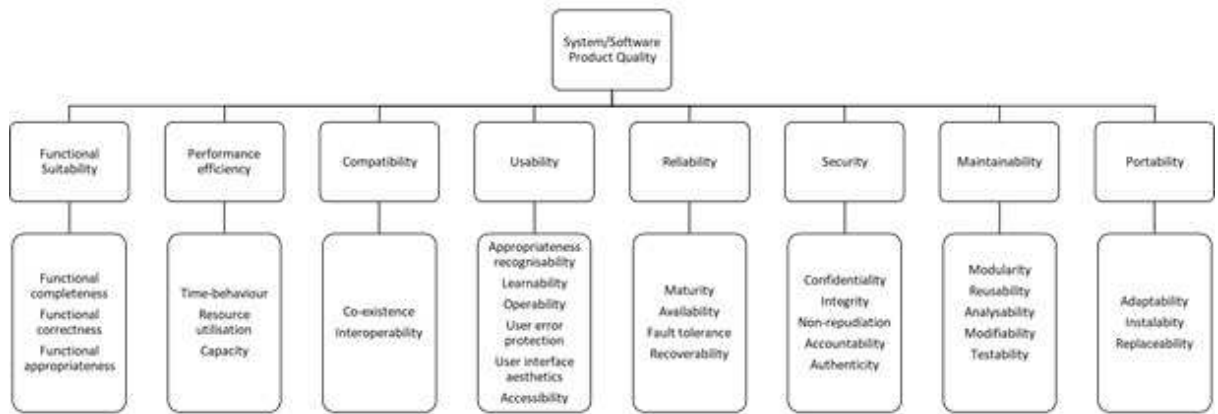 System/Software
Product Quality
Functional
Suitability
Performance
efficiency
Compatibility
Usability
Reliability
Security
Maintainability
Portability
Functional
completeness
Functional
correctness
Functional
appropriateness
Time-behaviour
Resource
utilisation
Capacity
Co-existence
Interoperability
Appropriateness
recognisability
Learnability
Operability
User error
protection
User interface
aesthetics
Accessibility
Maturity
Availability
Fault tolerance
Recoverability
Confidentiality
Integrity
Non-repudiation
Accountability
Authenticity
Modularity
Reusability
Analysability
Modifiability
Testability
Adaptability
Instalabity
Replaceability